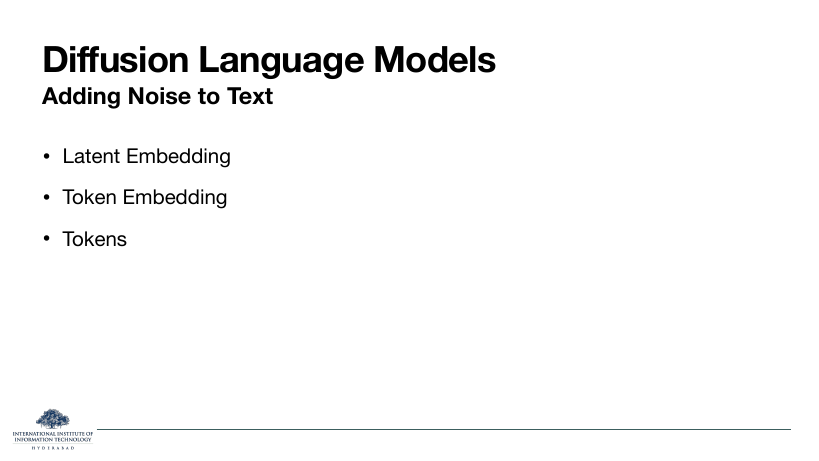 Diffusion Language Models
Adding Noise to Text
• Latent Embedding
• Token Embedding
• Tokens
INTERNATIONAL INSTITUTE OF
INFORMATION TECHNOLOGY
HYDERABAD